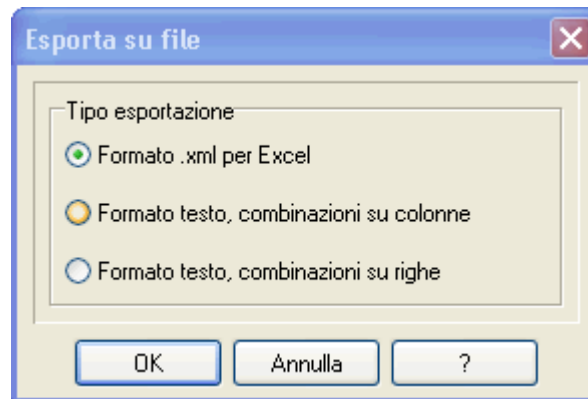 Esporta su file
Tipo esportazione
Formato .xml per Excel
Formato testo, combinazioni su colonne
Formato testo, combinazioni su righe
OK Annulla ?